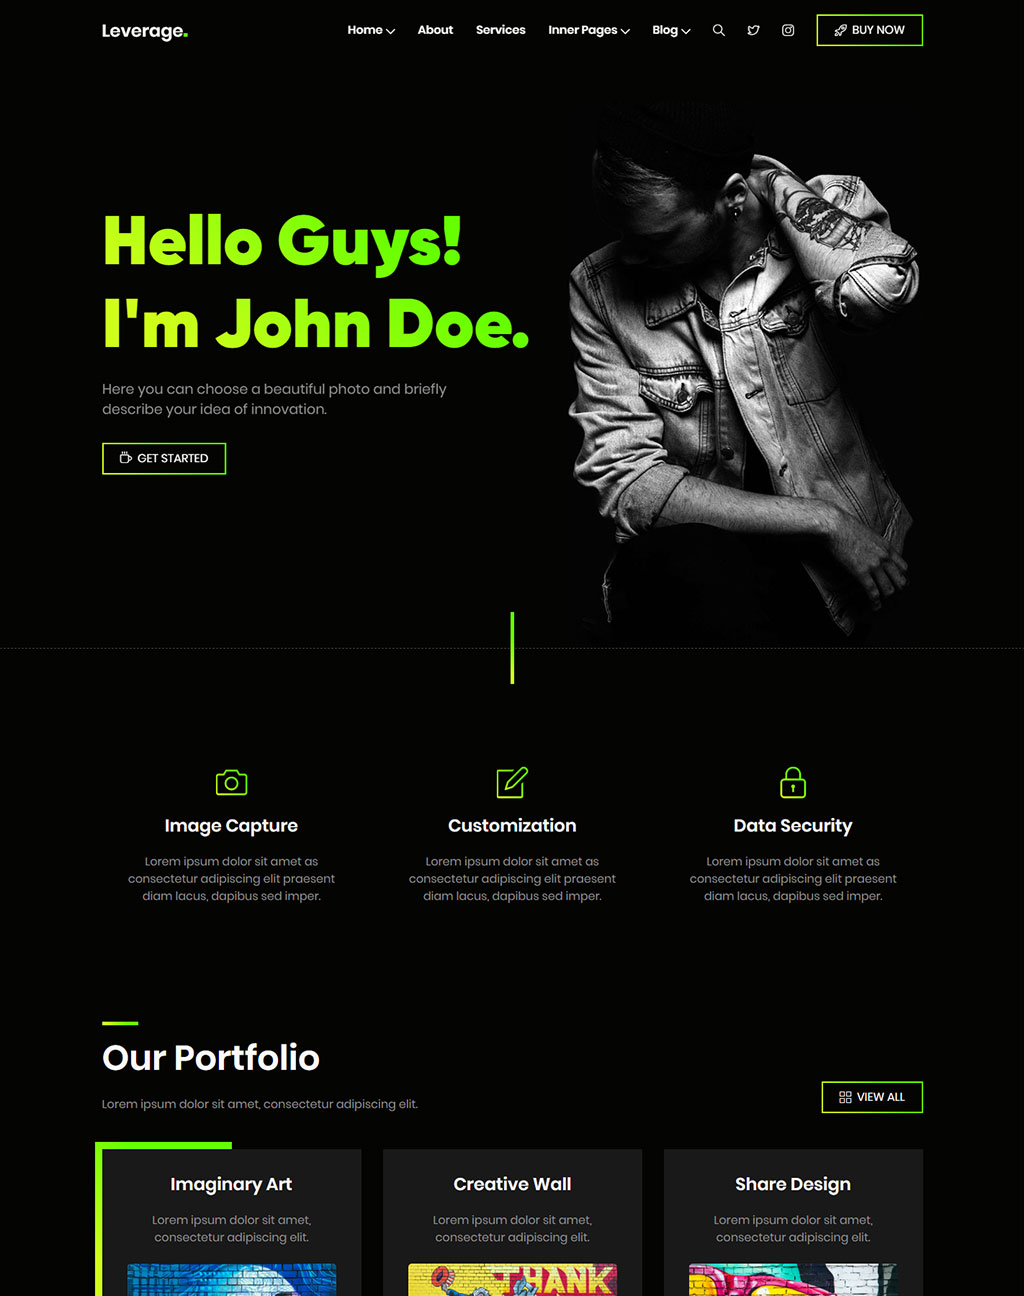 Leverage.
Home
About
Services
Inner Pages
Blog
BUY NOW
Hello Guys!
I'm John Doe.
Here you can choose a beautiful photo and briefly
describe your idea of innovation.
GET STARTED
Image Capture
Lorem ipsum dolor sit amet as
consectetur adipiscing elit praesent
diam lacus, dapibus sed imper.
Customization
Lorem ipsum dolor sit amet as
consectetur adipiscing elit praesent
diam lacus, dapibus sed imper.
Data Security
Lorem ipsum dolor sit amet as
consectetur adipiscing elit praesent
diam lacus, dapibus sed imper.
Our Portfolio
Lorem ipsum dolor sit amet, consectetur adipiscing elit.
VIEW ALL
Imaginary Art
Lorem ipsum dolor sit amet,
consectetur adipiscing elit.
Creative Wall
Lorem ipsum dolor sit amet,
consectetur adipiscing elit.
THANK
Share Design
Lorem ipsum dolor sit amet,
consectetur adipiscing elit.